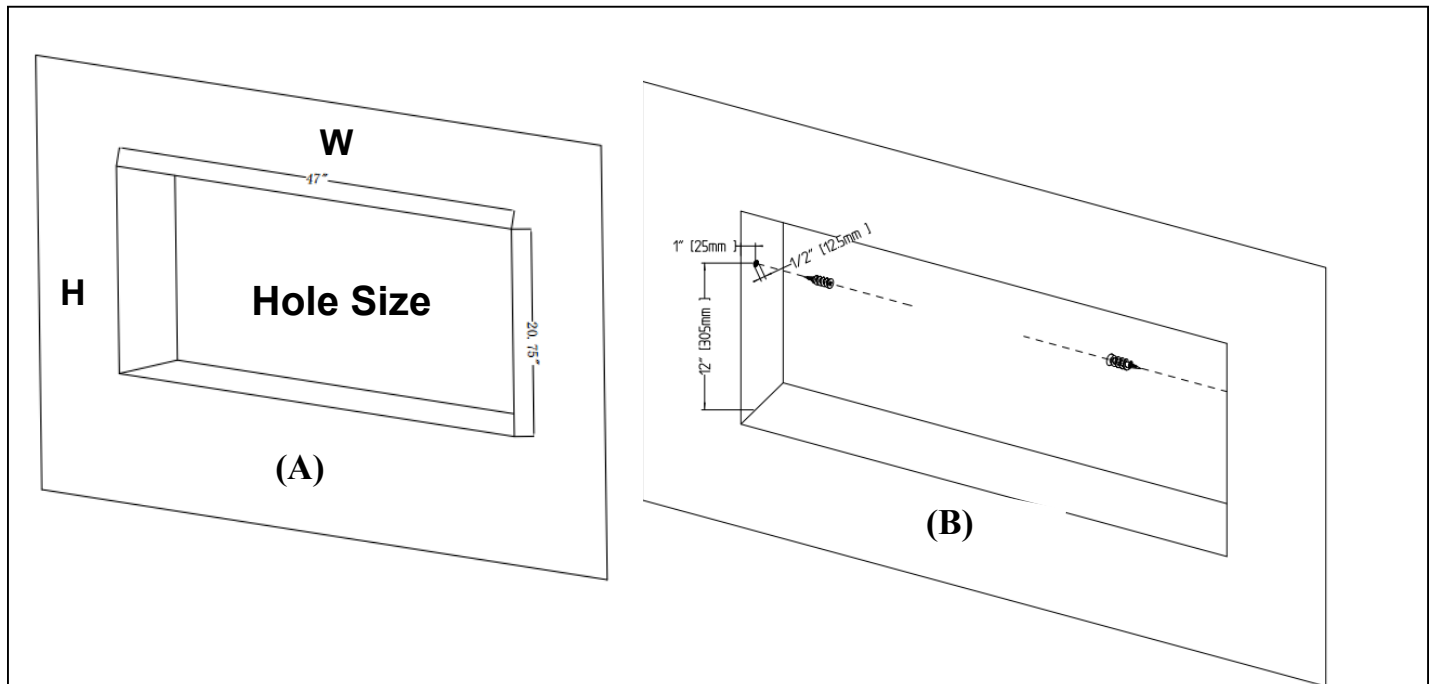 W
47"
H
Hole Size
20.75"
(A)
1" [25mm ]
1/2" [12.5mm ]
12" [305mm ]
(B)